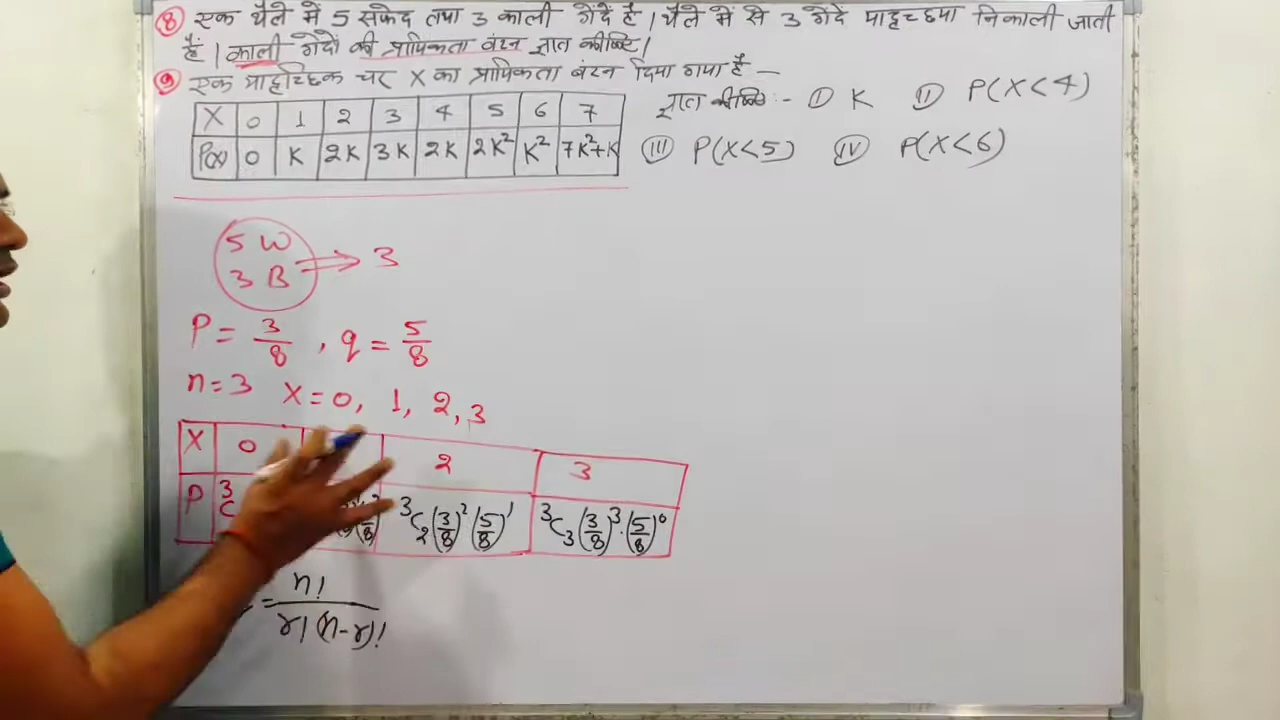 ⑧ एक थैले में 5 सफेद तथा 3 काली गेंदें है। थैले में से 3 गेंदें यादृच्छया निकाली जाती
हैं। काली गेंदों की प्रायिकता बंटन ज्ञात कीजिए।
⑨ एक यादृच्छिक चर X का प्रायिकता बंटन दिया गया है —
X 0 1 2 3 4 5 6 7
P(x) 0 K 2K 3K 2K 2K² K² 7K²+K
ज्ञात कीजिए:- Ⅰ K Ⅱ P(X<4)
Ⅲ P(X<5) Ⅳ P(X<6)
5 W
3 B → 3
P = 3/8 , q = 5/8
n=3 X=0, 1, 2, 3
X 0 2 3
P ³C ³C₂(3/8)²(5/8)¹ ³C₃(3/8)³·(5/8)⁰
= n!/r!(n-r)!